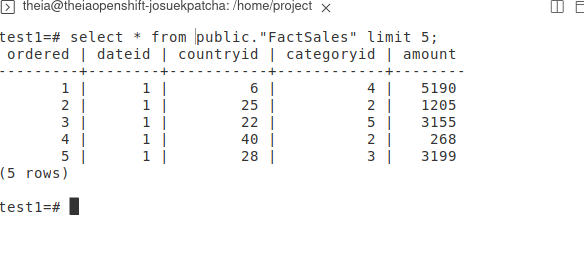 theia@theiaopenshift-josuekpatcha: /home/project ×
test1=# select * from public."FactSales" limit 5;
 ordered | dateid | countryid | categoryid | amount
---------+--------+-----------+------------+--------
       1 |      1 |         6 |          4 |   5190
       2 |      1 |        25 |          2 |   1205
       3 |      1 |        22 |          5 |   3155
       4 |      1 |        40 |          2 |    268
       5 |      1 |        28 |          3 |   3199
(5 rows)
test1=#